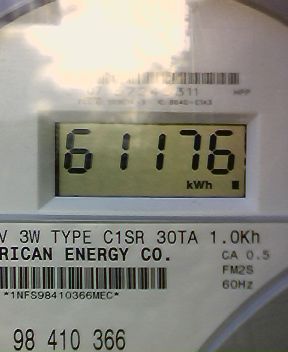 61176
kWh
V 3W TYPE C1SR 30TA 1.0Kh
RICAN ENERGY CO. CA 0.5
FM2S
*1NFS98410366MEC* 60Hz
98 410 366